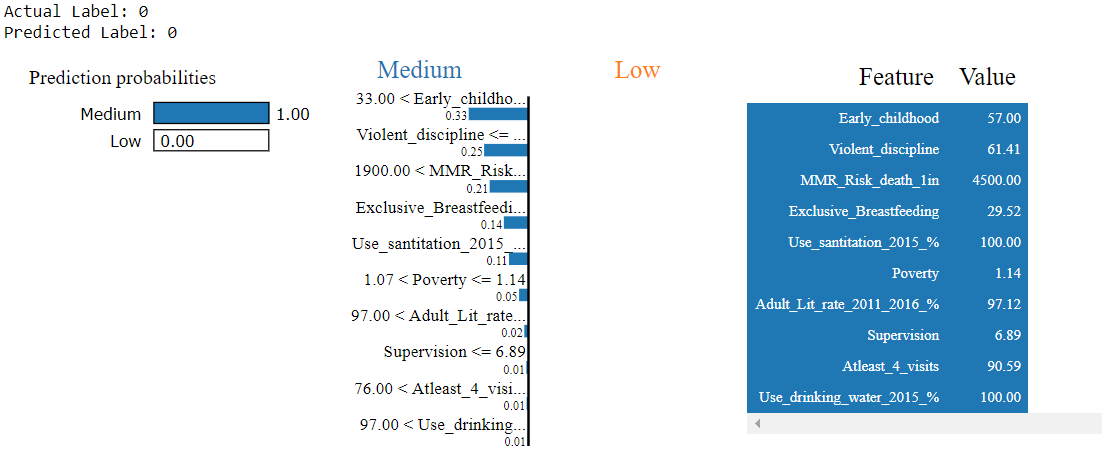 Actual Label: 0
Predicted Label: 0
Prediction probabilities
Medium 1.00
Low 0.00
Medium Low
33.00 < Early_childho...
0.33
Violent_discipline <= ...
0.25
1900.00 < MMR_Risk...
0.21
Exclusive_Breastfeedi...
0.14
Use_santitation_2015_...
0.11
1.07 < Poverty <= 1.14
0.05
97.00 < Adult_Lit_rate...
0.02
Supervision <= 6.89
0.01
76.00 < Atleast_4_visi...
0.01
97.00 < Use_drinking...
0.01
Feature Value
Early_childhood 57.00
Violent_discipline 61.41
MMR_Risk_death_1in 4500.00
Exclusive_Breastfeeding 29.52
Use_santitation_2015_% 100.00
Poverty 1.14
Adult_Lit_rate_2011_2016_% 97.12
Supervision 6.89
Atleast_4_visits 90.59
Use_drinking_water_2015_% 100.00